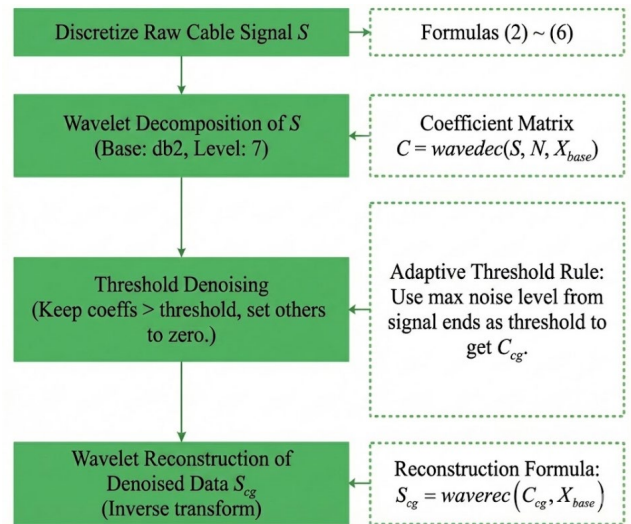 Discretize Raw Cable Signal S
Formulas (2) ~ (6)
Wavelet Decomposition of S
(Base: db2, Level: 7)
Coefficient Matrix
C = wavedec(S, N, X_base)
Threshold Denoising
(Keep coeffs > threshold, set others
to zero.)
Adaptive Threshold Rule:
Use max noise level from
signal ends as threshold to
get C_cg.
Wavelet Reconstruction of
Denoised Data S_cg
(Inverse transform)
Reconstruction Formula:
S_cg = waverec(C_cg, X_base)